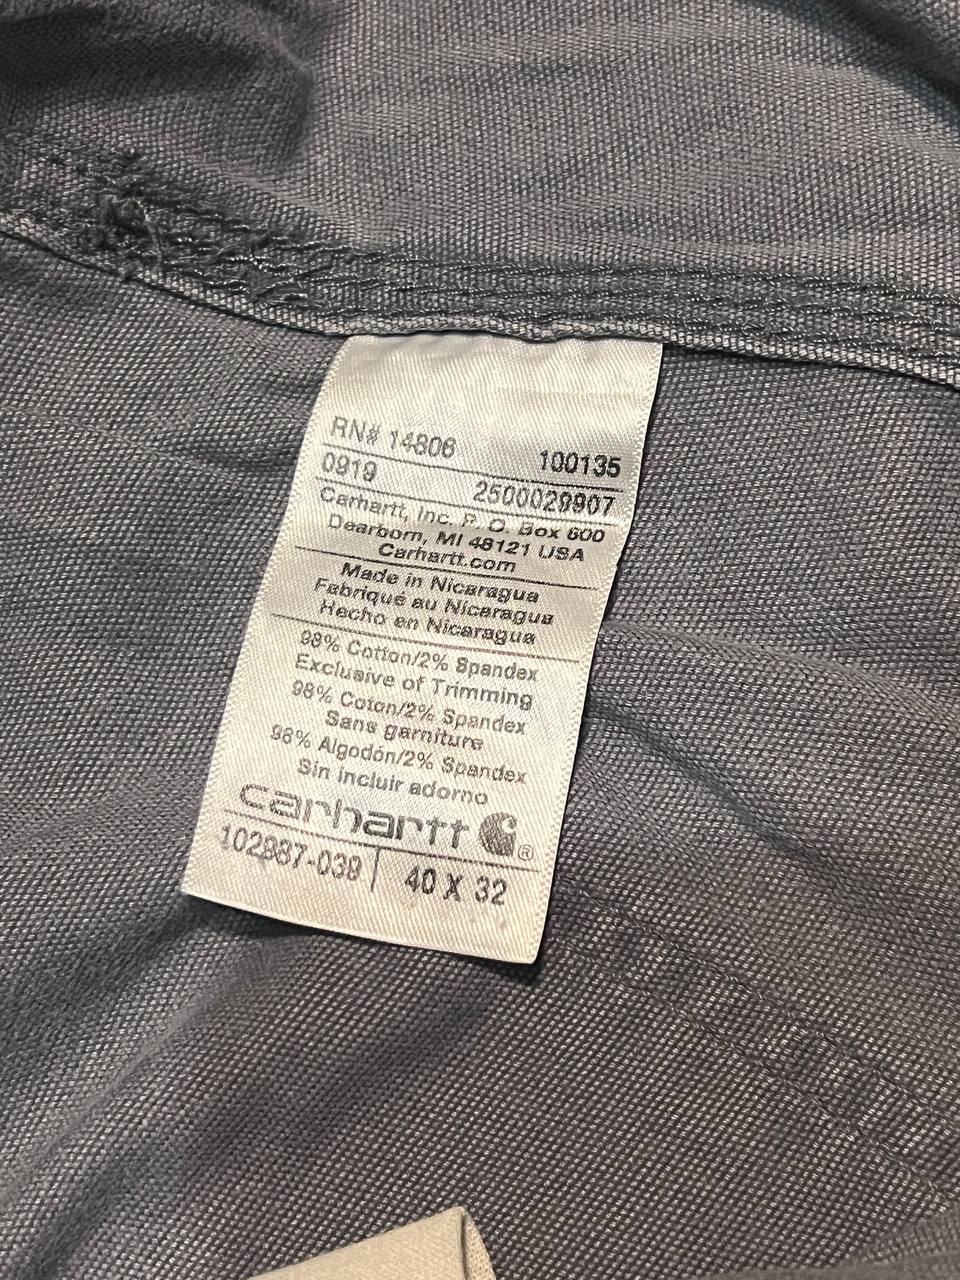 RN# 14806 100135
0919 2500029907
Carhartt, Inc. P. O. Box 600
Dearborn, MI 48121 USA
Carhartt.com
Made in Nicaragua
Fabriqué au Nicaragua
Hecho en Nicaragua
98% Cotton/2% Spandex
Exclusive of Trimming
98% Coton/2% Spandex
Sans garniture
98% Algodón/2% Spandex
Sin incluir adorno
carhartt ®
102987-039 40 X 32